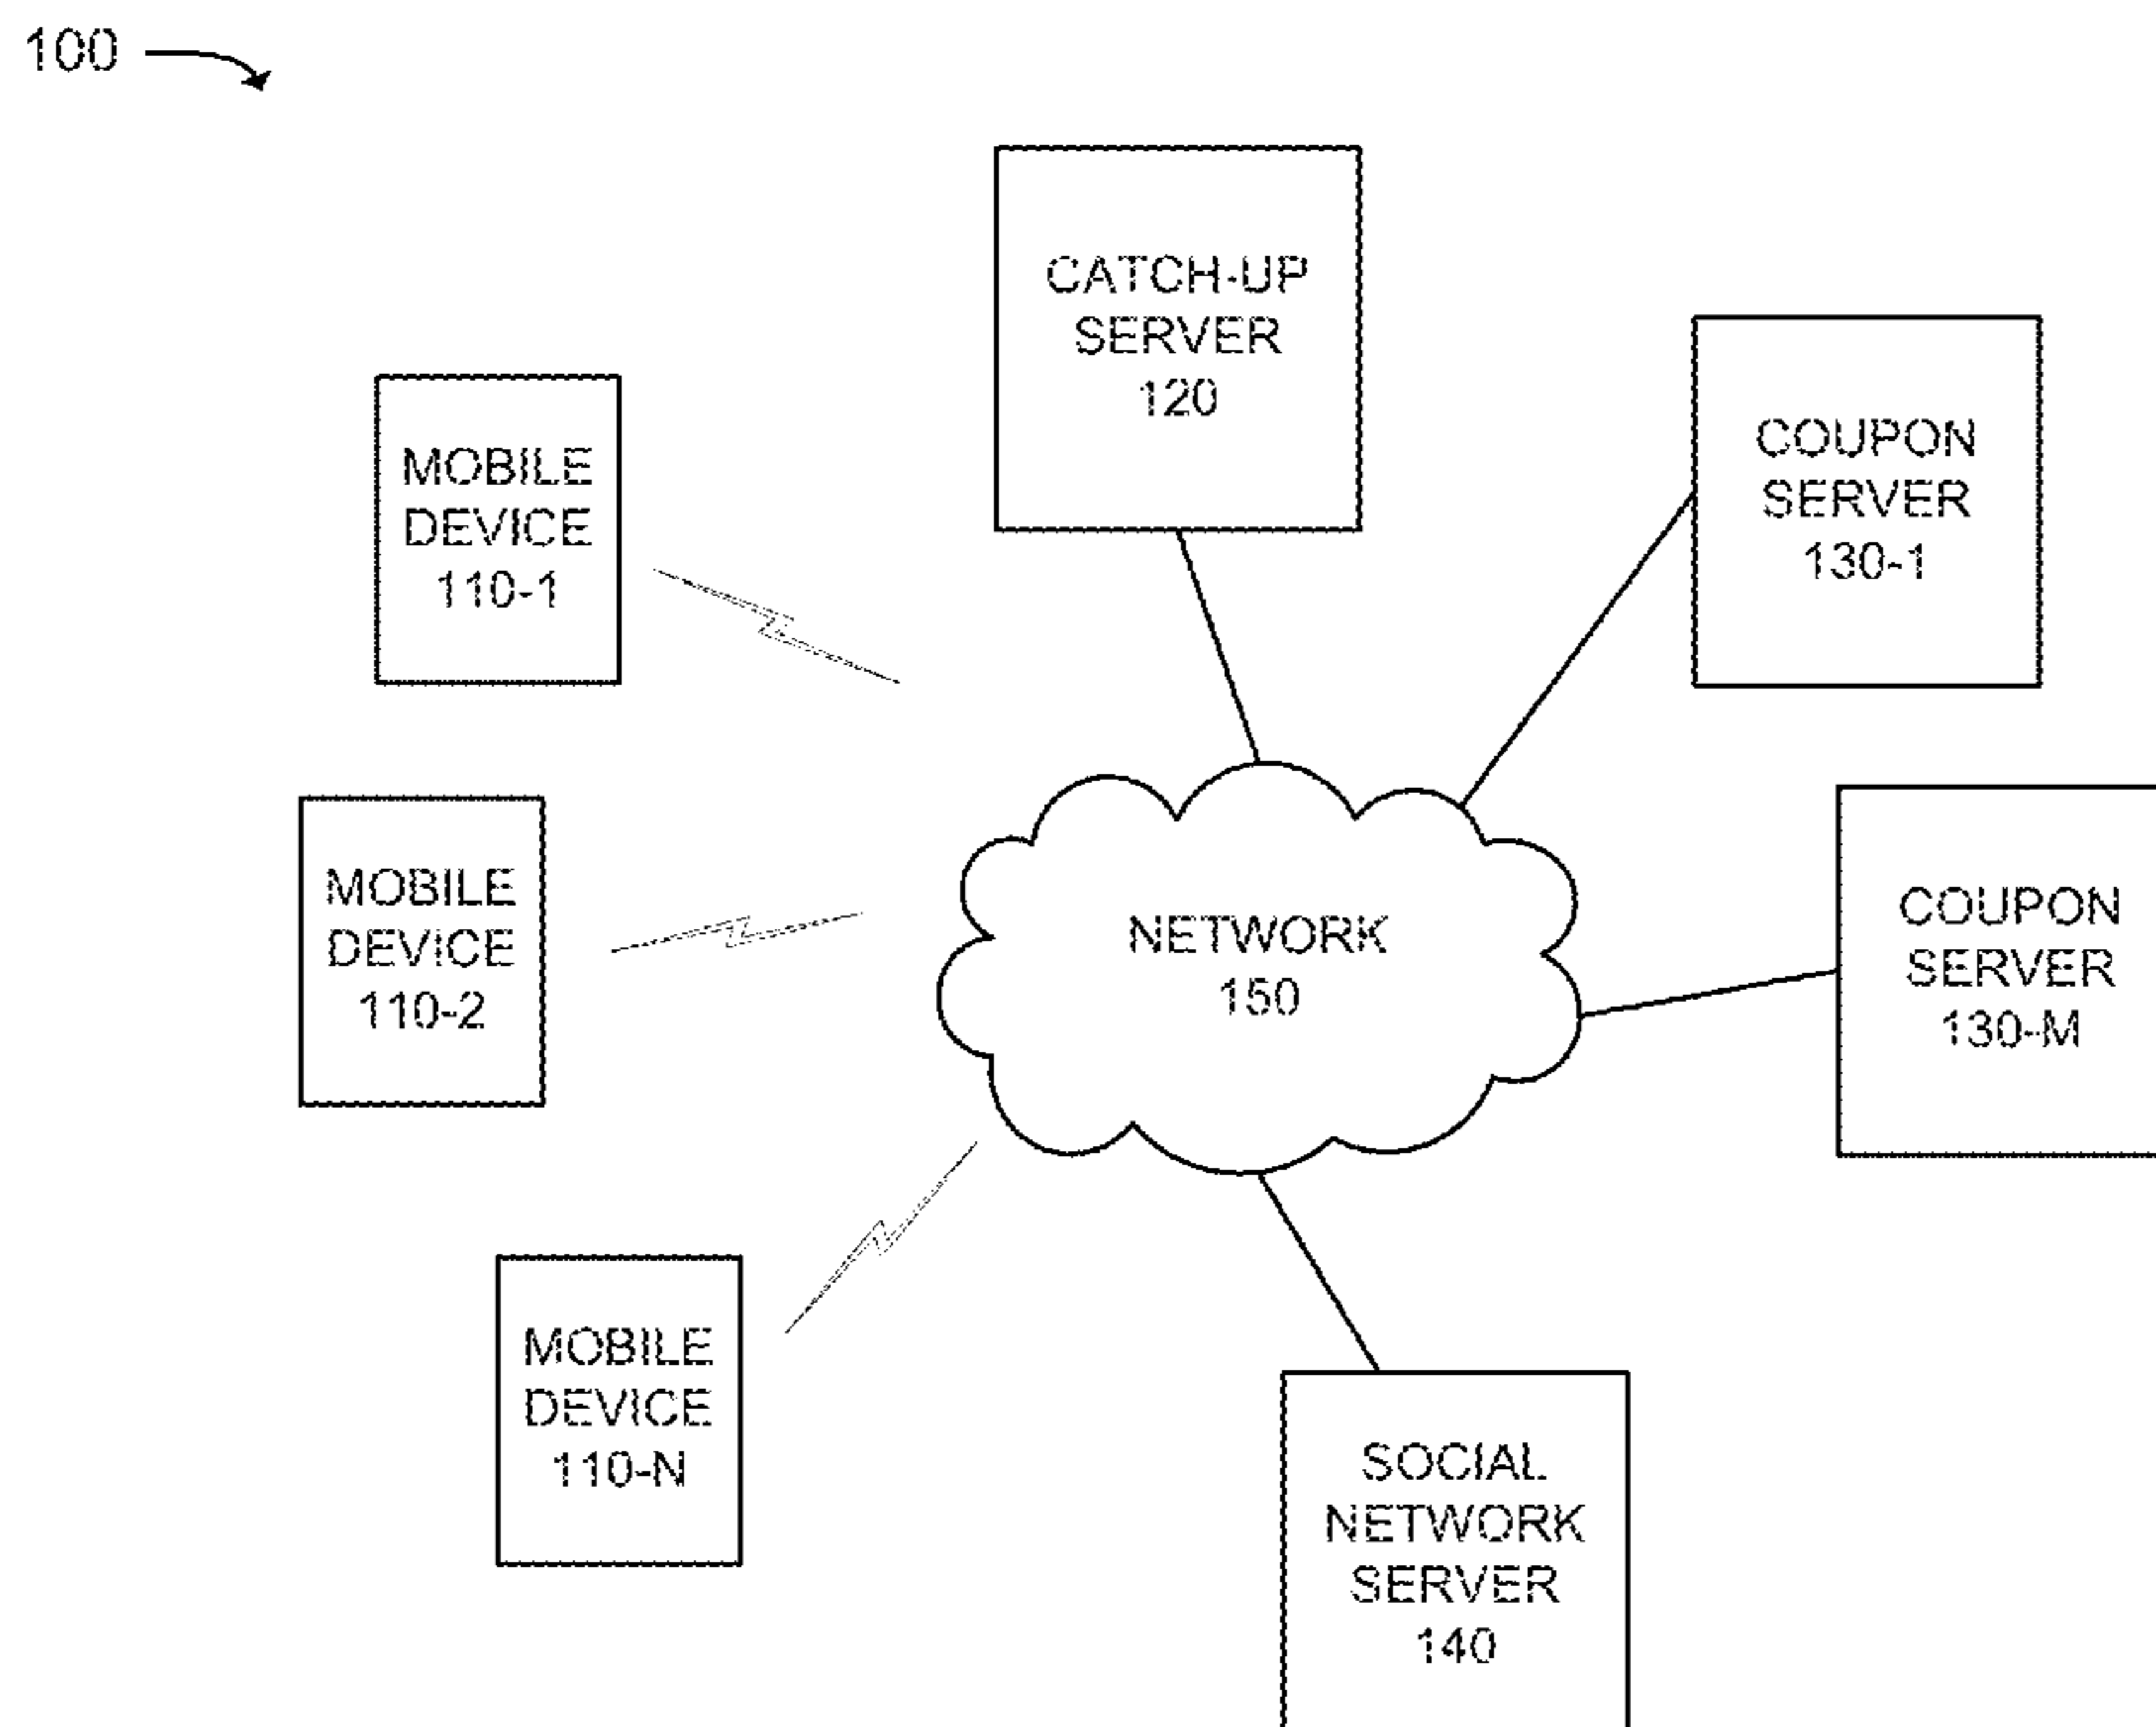 100
CATCH-UP
SERVER
120
MOBILE
DEVICE
110-1
COUPON
SERVER
130-1
MOBILE
DEVICE
110-2
NETWORK
150
COUPON
SERVER
130-M
MOBILE
DEVICE
110-N
SOCIAL
NETWORK
SERVER
140